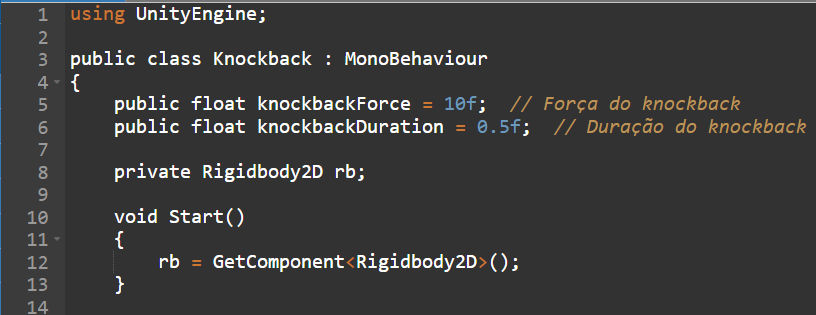 1 using UnityEngine;
2
3 public class Knockback : MonoBehaviour
4 {
5     public float knockbackForce = 10f;  // Força do knockback
6     public float knockbackDuration = 0.5f;  // Duração do knockback
7
8     private Rigidbody2D rb;
9
10     void Start()
11     {
12         rb = GetComponent<Rigidbody2D>();
13     }
14